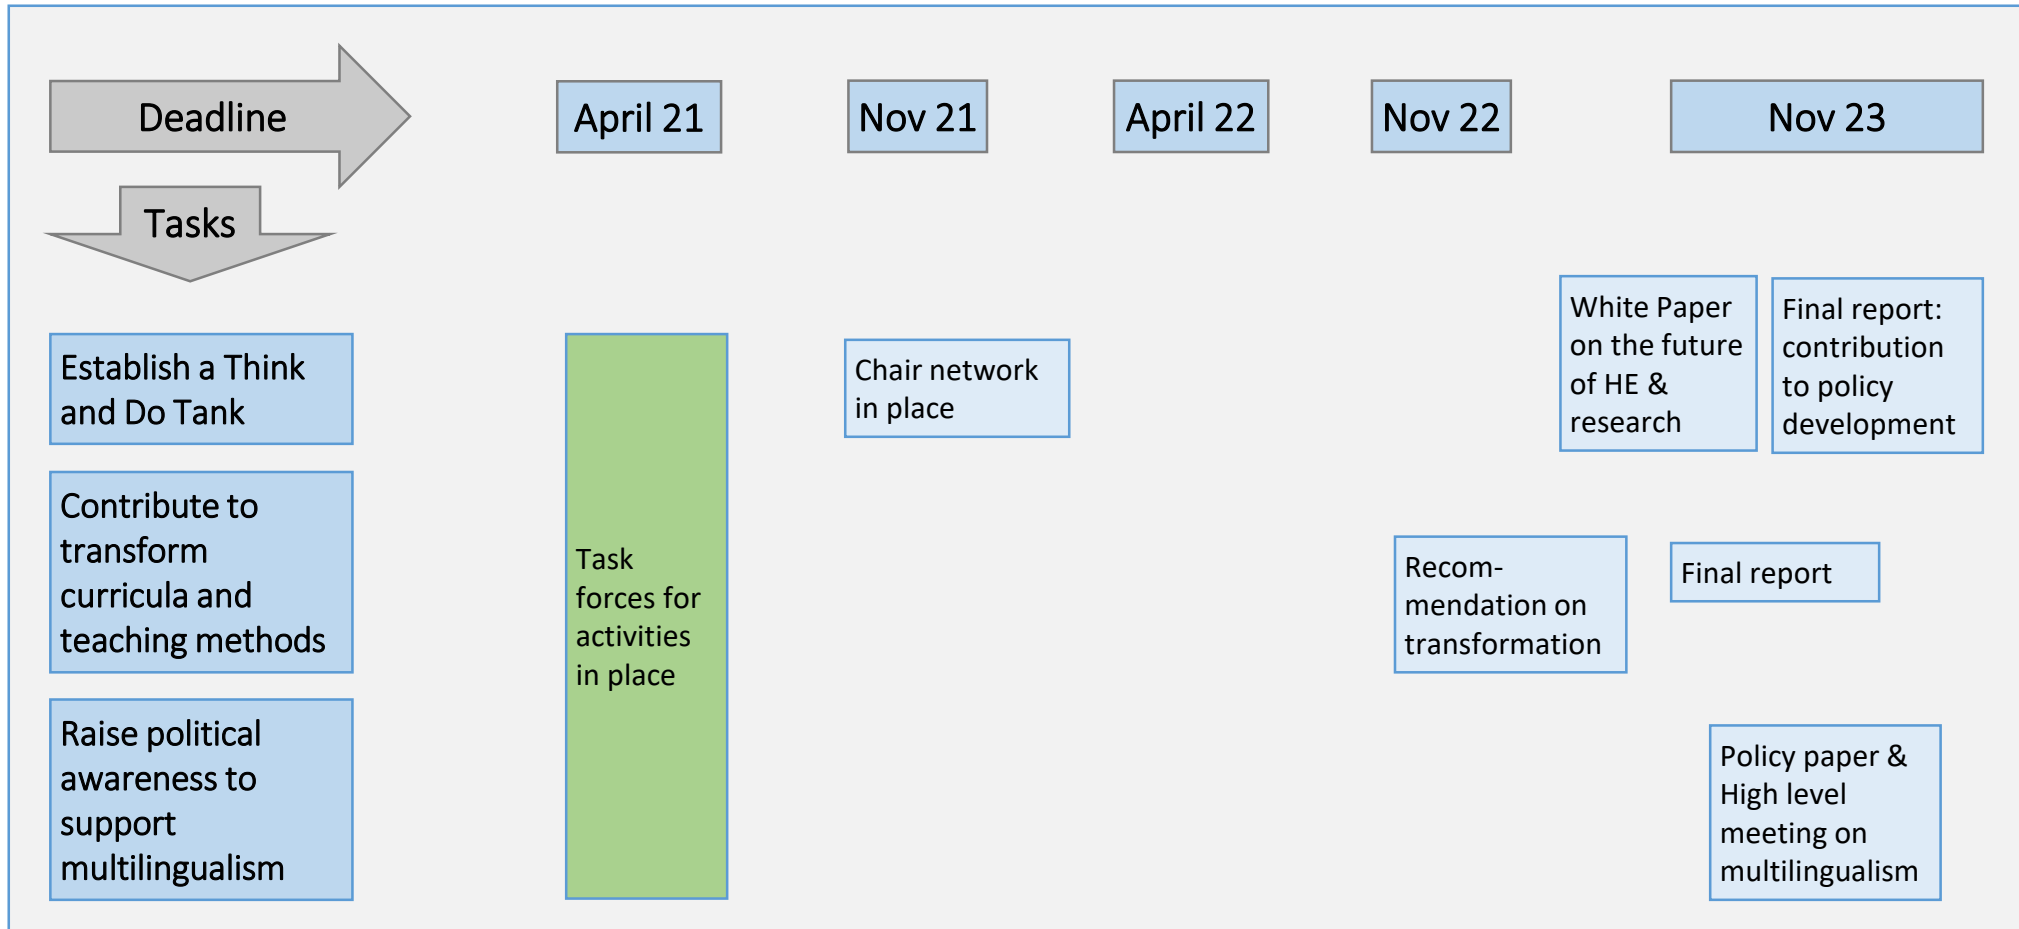 Deadline
April 21
Nov 21
April 22
Nov 22
Nov 23
Tasks
Establish a Think
and Do Tank
Chair network
in place
White Paper
on the future
of HE &
research
Final report:
contribution
to policy
development
Contribute to
transform
curricula and
teaching methods
Task
forces for
activities
in place
Recom-
mendation on
transformation
Final report
Raise political
awareness to
support
multilingualism
Policy paper &
High level
meeting on
multilingualism